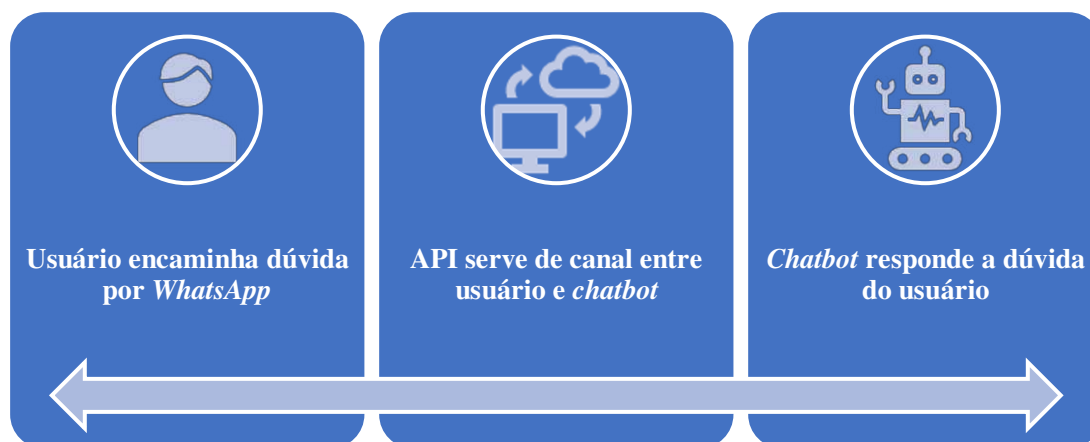 Usuário encaminha dúvida
por WhatsApp
API serve de canal entre
usuário e chatbot
Chatbot responde a dúvida
do usuário